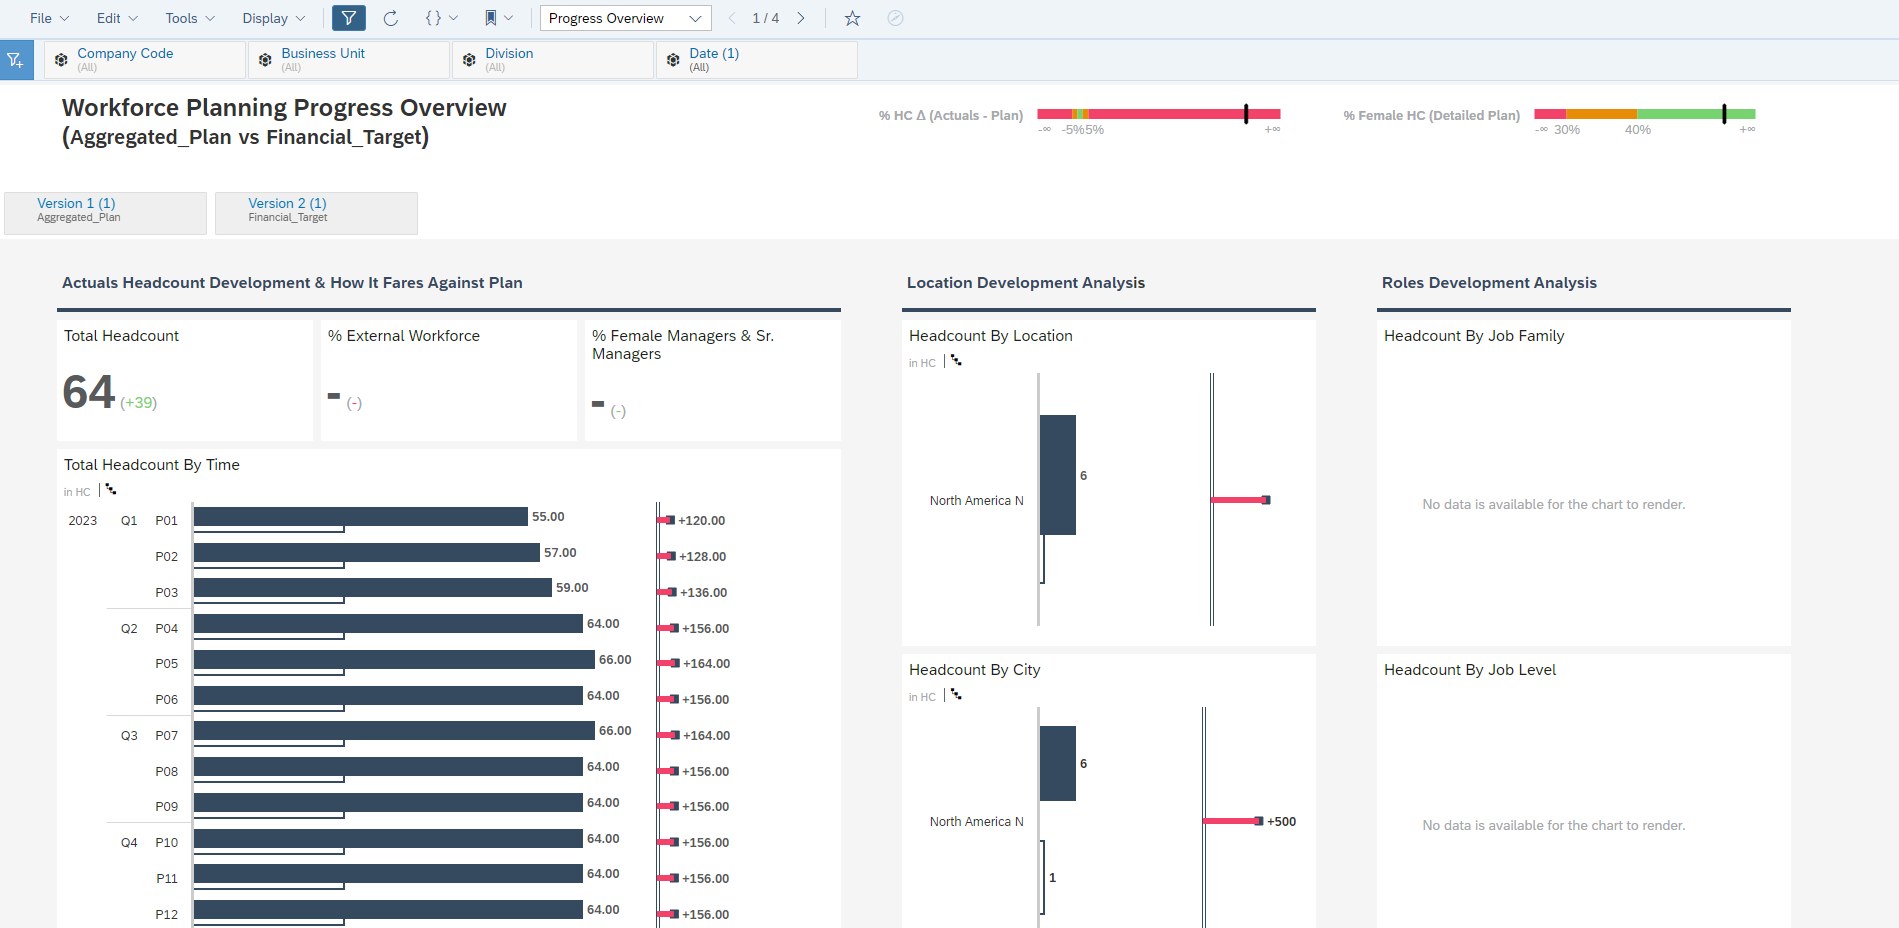 File Edit Tools Display { } Progress Overview 1 / 4
Company Code Business Unit Division Date (1)
(All) (All) (All) (All)
Workforce Planning Progress Overview
(Aggregated_Plan vs Financial_Target)
% HC Δ (Actuals - Plan)
-∞ -5% 5% +∞
% Female HC (Detailed Plan)
-∞ 30% 40% +∞
Version 1 (1)
Aggregated_Plan
Version 2 (1)
Financial_Target
Actuals Headcount Development & How It Fares Against Plan
Total Headcount
64 (+39)
% External Workforce
- (-)
% Female Managers & Sr.
Managers
- (-)
Total Headcount By Time
in HC
2023 Q1 P01 55.00 +120.00
P02 57.00 +128.00
P03 59.00 +136.00
Q2 P04 64.00 +156.00
P05 66.00 +164.00
P06 64.00 +156.00
Q3 P07 66.00 +164.00
P08 64.00 +156.00
P09 64.00 +156.00
Q4 P10 64.00 +156.00
P11 64.00 +156.00
P12 64.00 +156.00
Location Development Analysis
Headcount By Location
in HC
6
North America N
Headcount By City
in HC
6
North America N +500
1
Roles Development Analysis
Headcount By Job Family
No data is available for the chart to render.
Headcount By Job Level
No data is available for the chart to render.